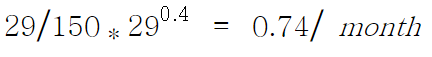 29/150 * 29^0.4 = 0.74/ month